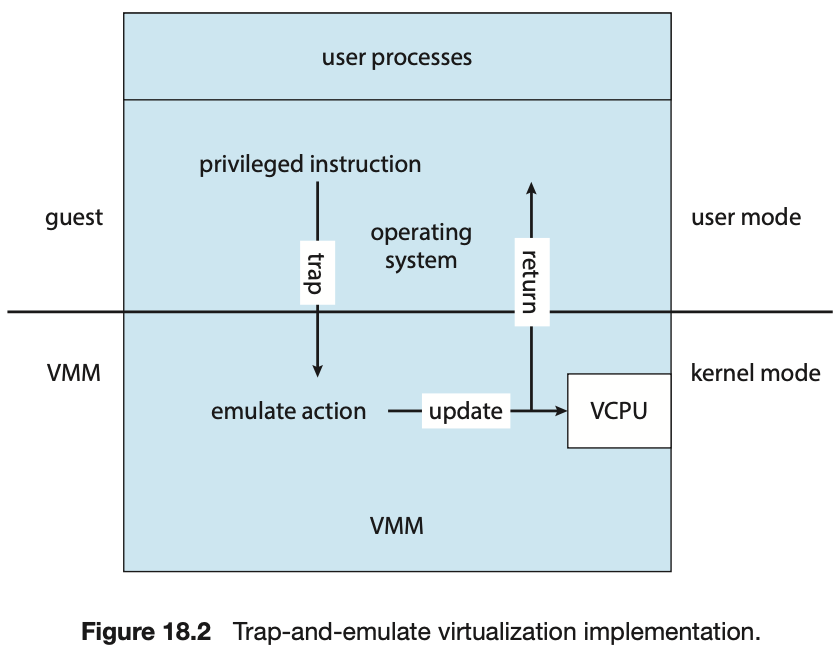 user processes
privileged instruction
guest
operating
system
user mode
trap
return
VMM
kernel mode
emulate action
update
VCPU
VMM
Figure 18.2 Trap-and-emulate virtualization implementation.